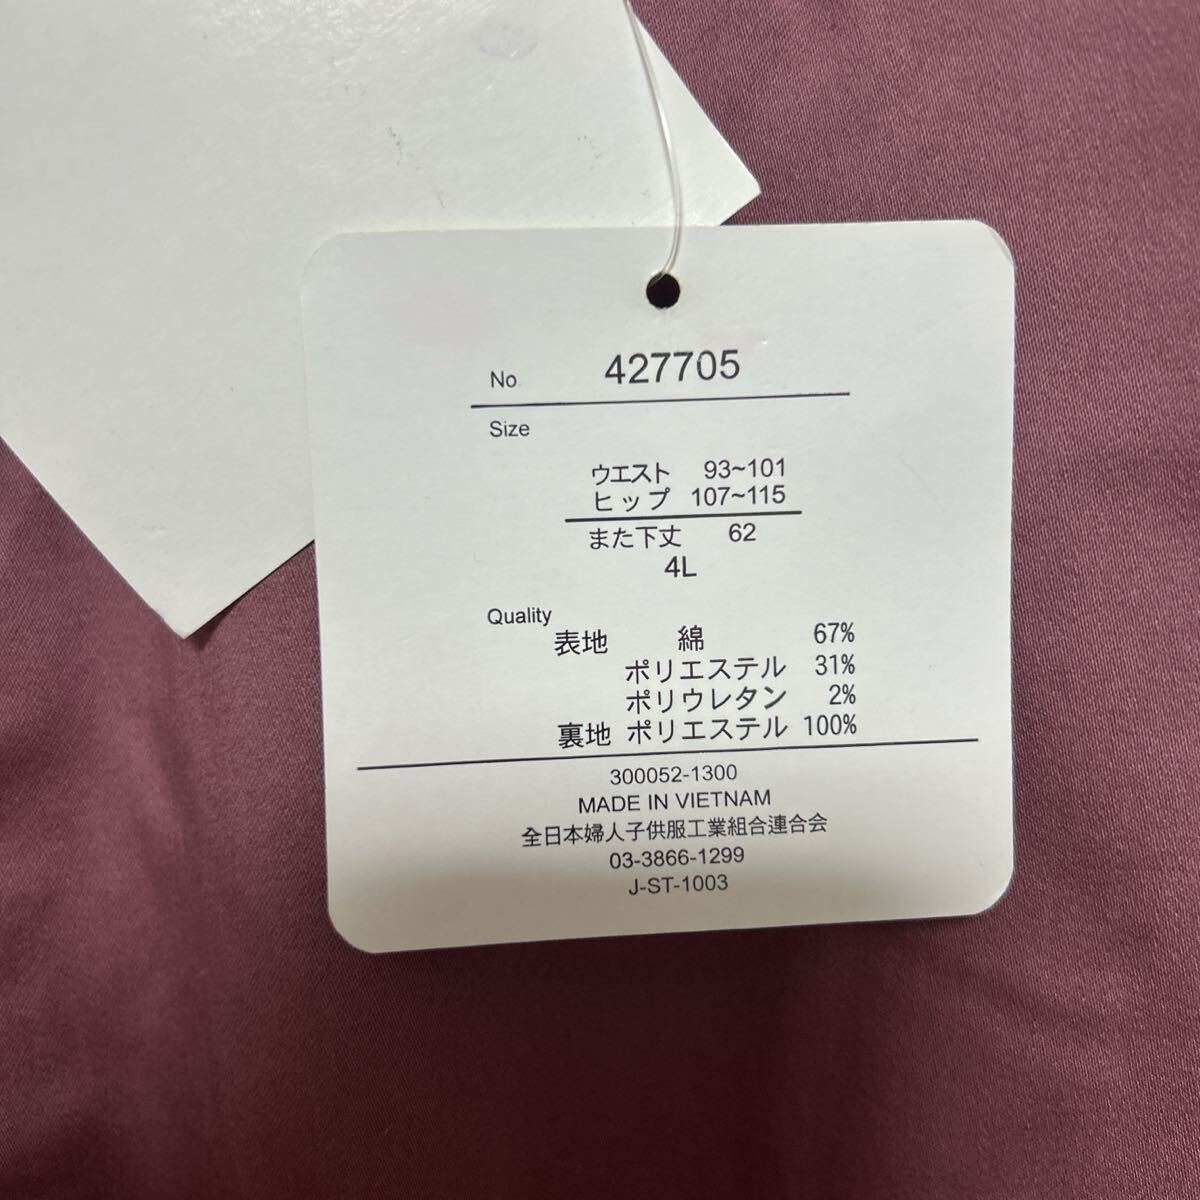 No. 427705
Size
ウエスト 93~101
ヒップ 107~115
また下丈 62
4L
Quality
表地 綿 67%
ポリエステル 31%
ポリウレタン 2%
裏地 ポリエステル 100%
300052-1300
MADE IN VIETNAM
全日本婦人子供服工業組合連合会
03-3866-1299
J-ST-1003